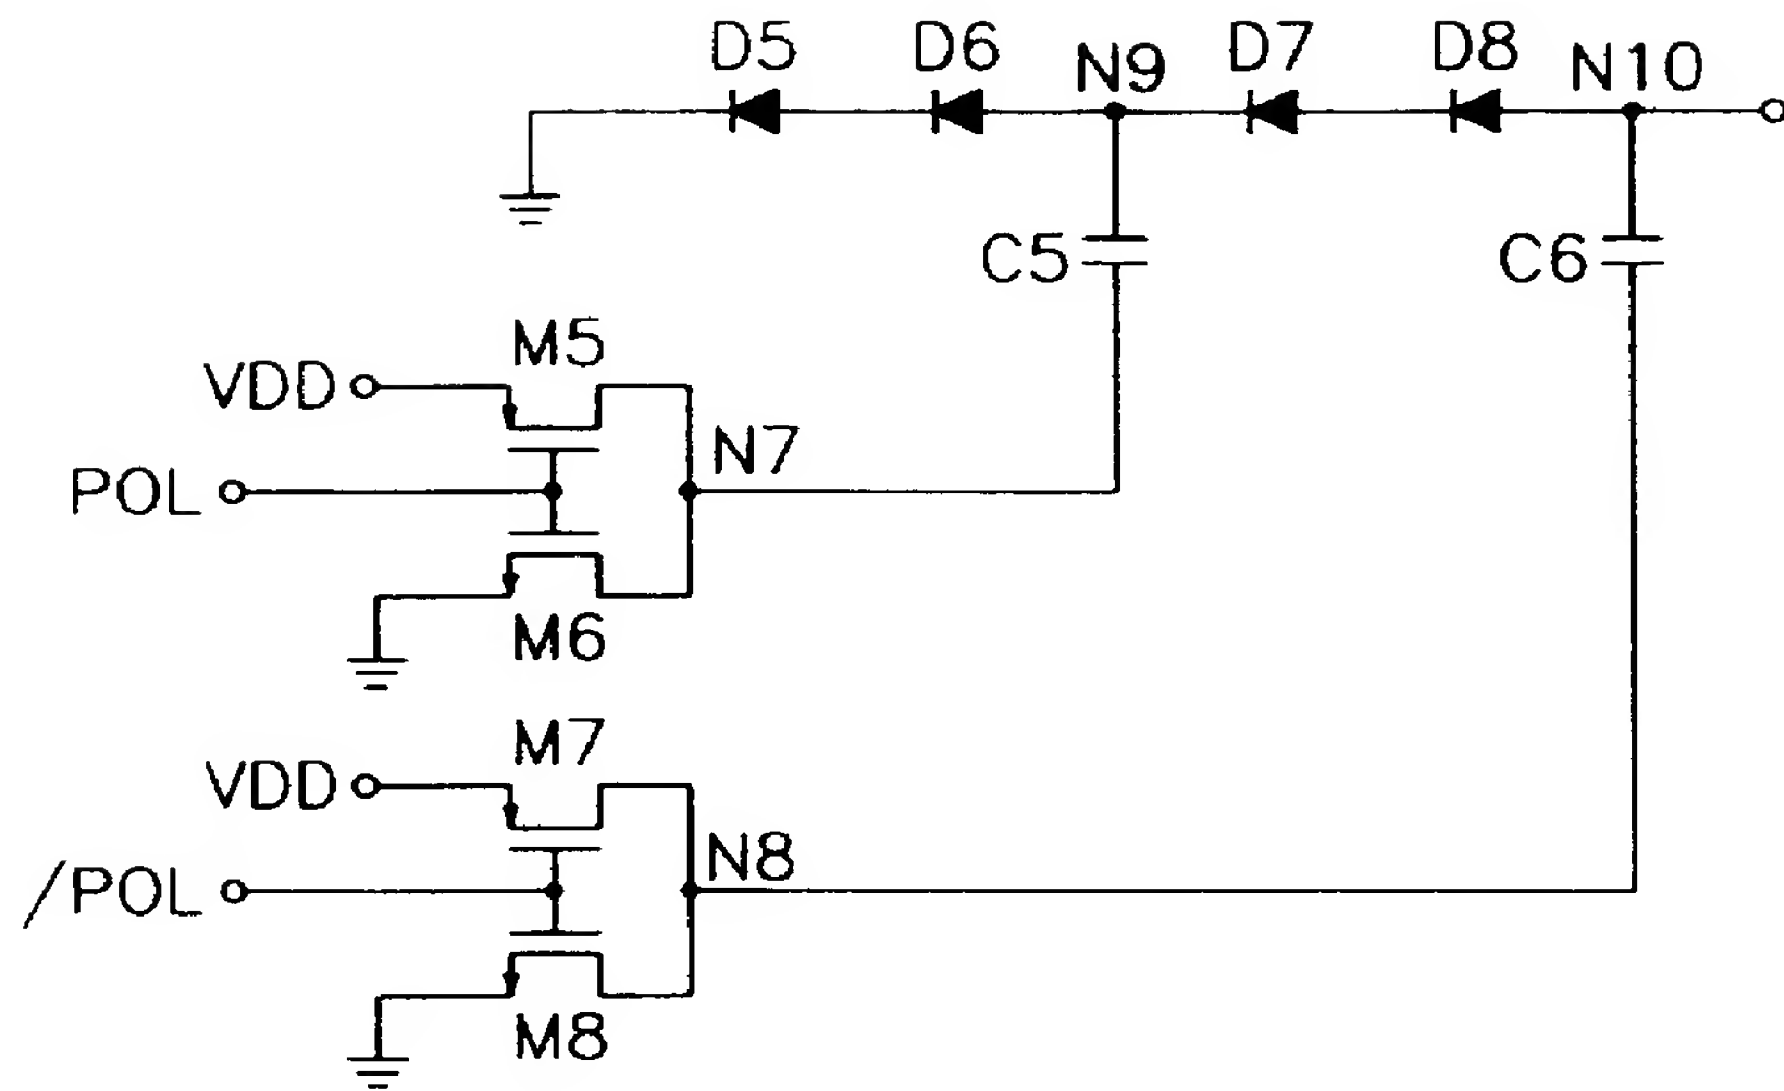 D5 D6 N9 D7 D8 N10
C5 C6
M5
VDD
N7
POL
M6
M7
VDD
N8
/POL
M8